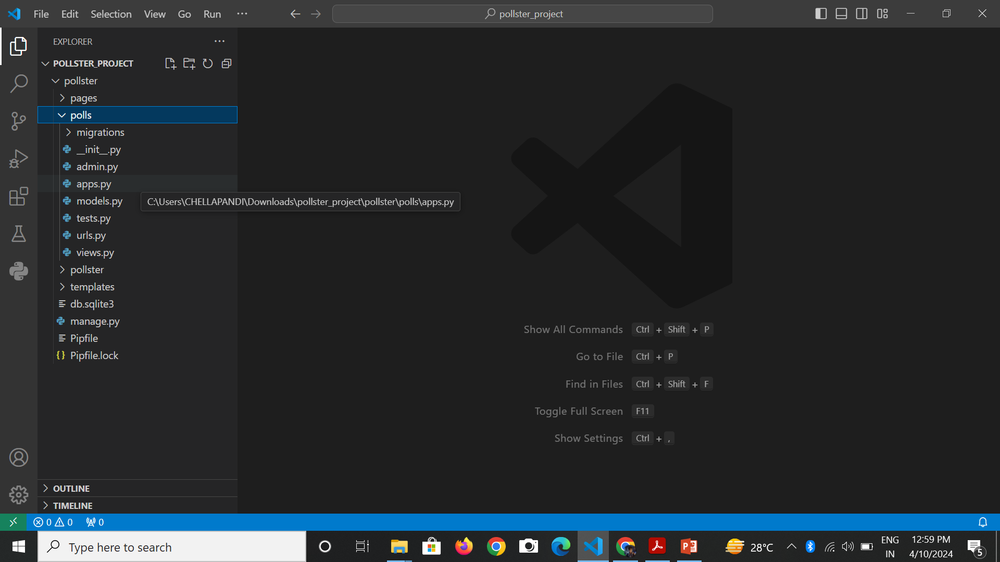 File Edit Selection View Go Run ···
pollster_project
EXPLORER
POLLSTER_PROJECT
pollster
pages
polls
migrations
__init__.py
admin.py
apps.py
models.py
C:\Users\CHELLAPANDI\Downloads\pollster_project\pollster\polls\apps.py
tests.py
urls.py
views.py
pollster
templates
db.sqlite3
manage.py
Pipfile
{} Pipfile.lock
Show All Commands Ctrl + Shift + P
Go to File Ctrl + P
Find in Files Ctrl + Shift + F
Toggle Full Screen F11
Show Settings Ctrl + ,
OUTLINE
TIMELINE
0 0 0
Type here to search
28°C
ENG
IN
12:59 PM
4/10/2024
5